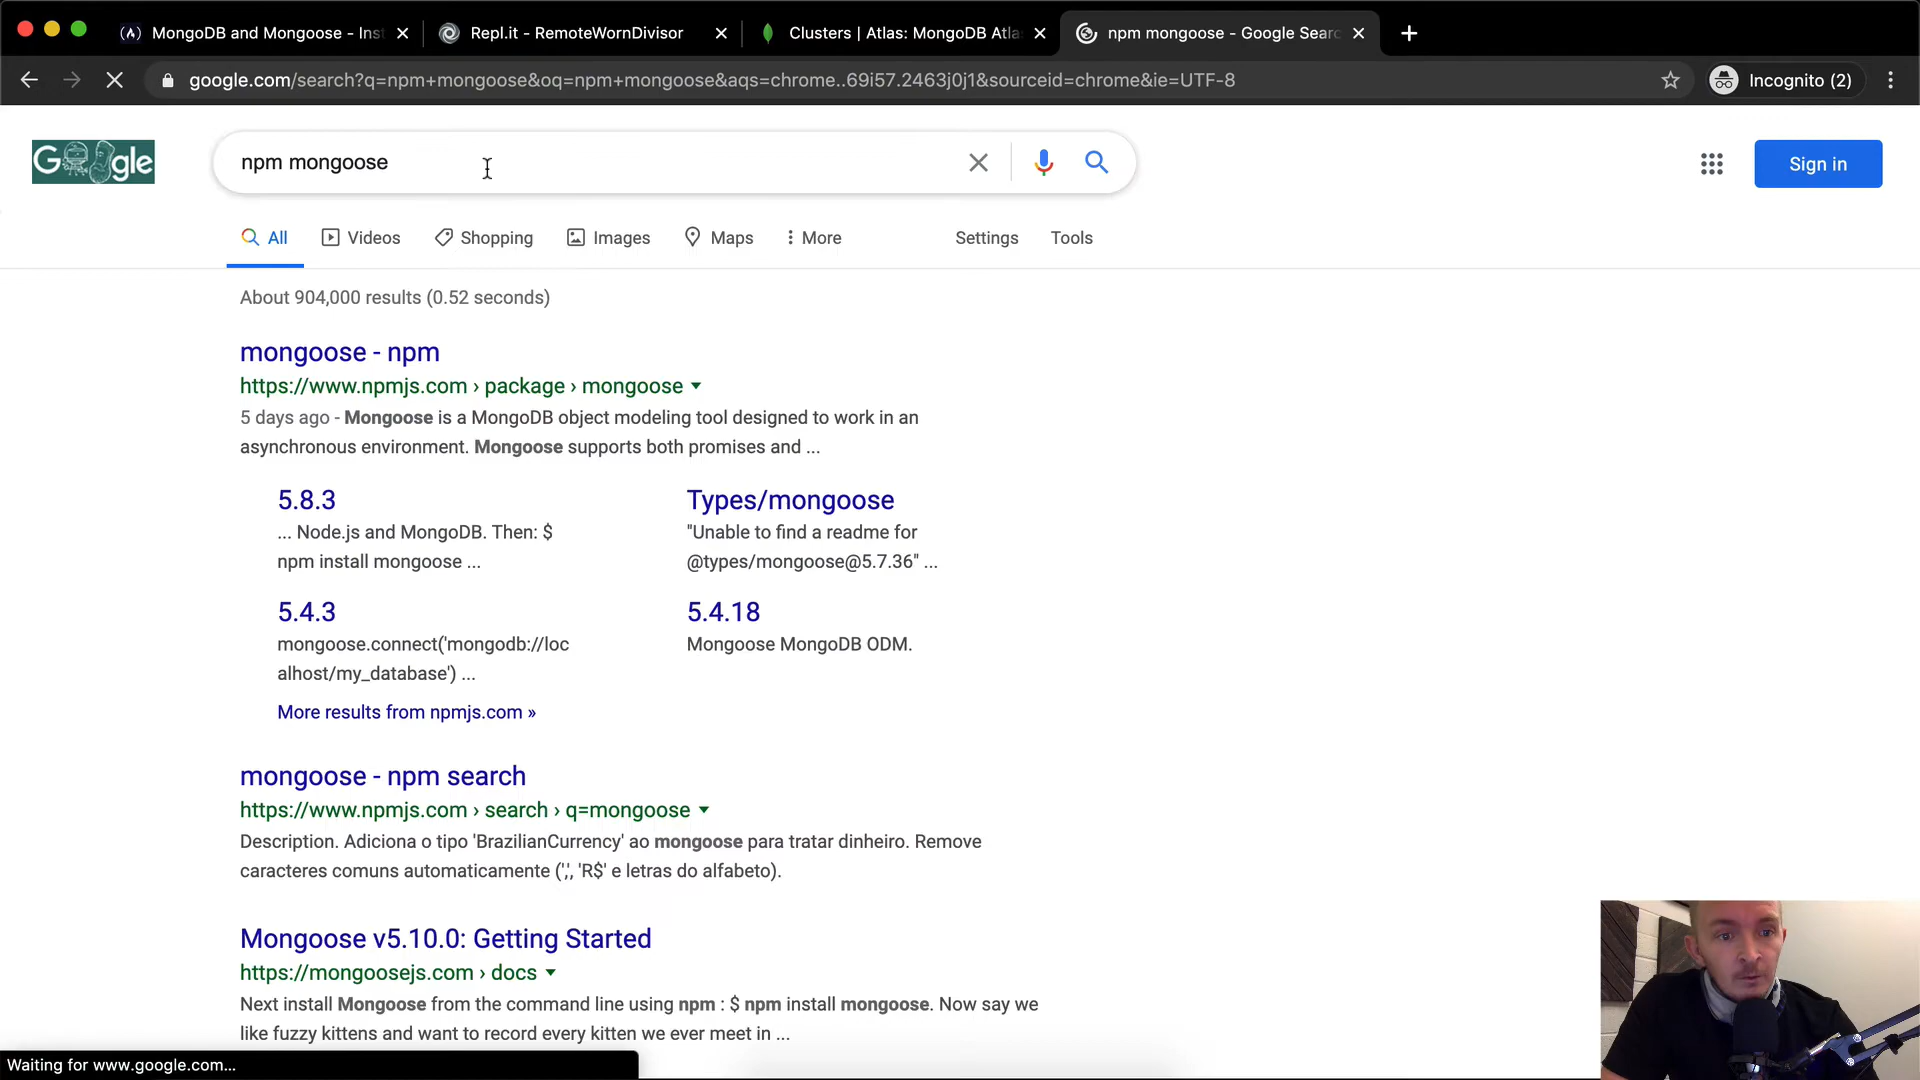 MongoDB and Mongoose - Inst
Repl.it - RemoteWornDivisor
Clusters | Atlas: MongoDB Atla
npm mongoose - Google Searc
google.com/search?q=npm+mongoose&oq=npm+mongoose&aqs=chrome..69i57.2463j0j1&sourceid=chrome&ie=UTF-8
Incognito (2)
Google
npm mongoose
Sign in
All
Videos
Shopping
Images
Maps
More
Settings
Tools
About 904,000 results (0.52 seconds)
mongoose - npm
https://www.npmjs.com › package › mongoose
5 days ago - Mongoose is a MongoDB object modeling tool designed to work in an
asynchronous environment. Mongoose supports both promises and ...
5.8.3
... Node.js and MongoDB. Then: $
npm install mongoose ...
Types/mongoose
"Unable to find a readme for
@types/mongoose@5.7.36" ...
5.4.3
mongoose.connect('mongodb://loc
alhost/my_database') ...
5.4.18
Mongoose MongoDB ODM.
More results from npmjs.com »
mongoose - npm search
https://www.npmjs.com › search › q=mongoose
Description. Adiciona o tipo 'BrazilianCurrency' ao mongoose para tratar dinheiro. Remove
caracteres comuns automaticamente (',', 'R$' e letras do alfabeto).
Mongoose v5.10.0: Getting Started
https://mongoosejs.com › docs
Next install Mongoose from the command line using npm : $ npm install mongoose. Now say we
like fuzzy kittens and want to record every kitten we ever meet in ...
Waiting for www.google.com...